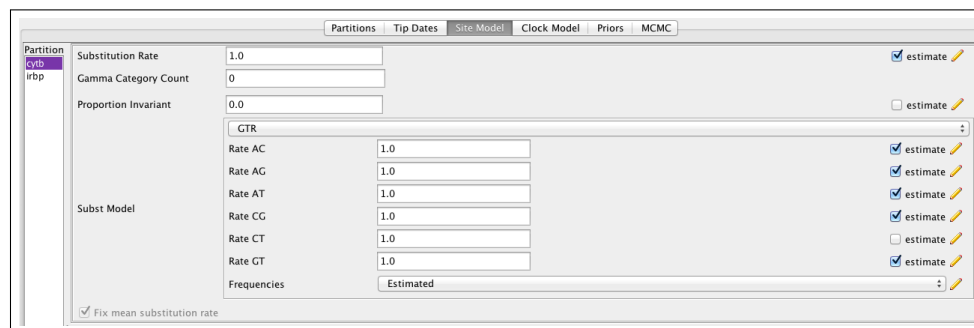 Partitions Tip Dates Site Model Clock Model Priors MCMC
Partition
cytb
irbp
Substitution Rate 1.0 estimate
Gamma Category Count 0
Proportion Invariant 0.0 estimate
GTR
Rate AC 1.0 estimate
Rate AG 1.0 estimate
Rate AT 1.0 estimate
Subst Model
Rate CG 1.0 estimate
Rate CT 1.0 estimate
Rate GT 1.0 estimate
Frequencies Estimated
Fix mean substitution rate